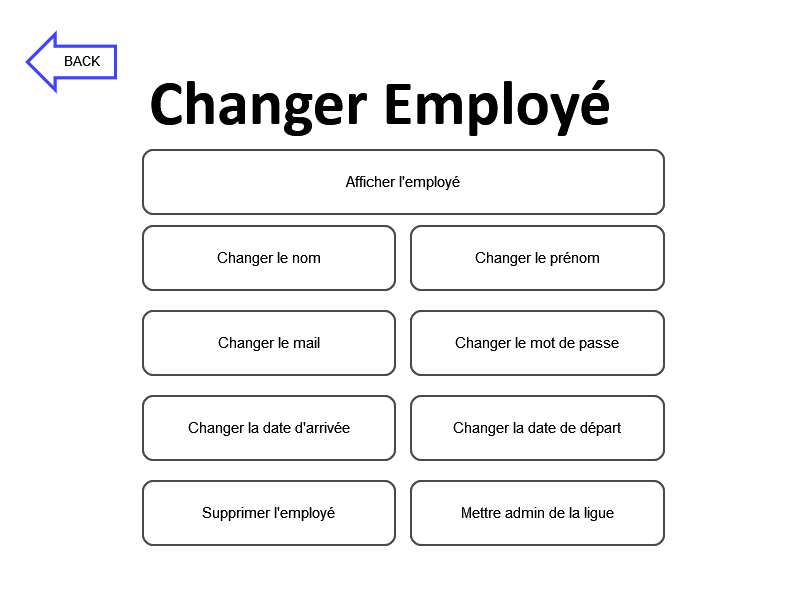 BACK
Changer Employé
Afficher l'employé
Changer le nom
Changer le prénom
Changer le mail
Changer le mot de passe
Changer la date d'arrivée
Changer la date de départ
Supprimer l'employé
Mettre admin de la ligue